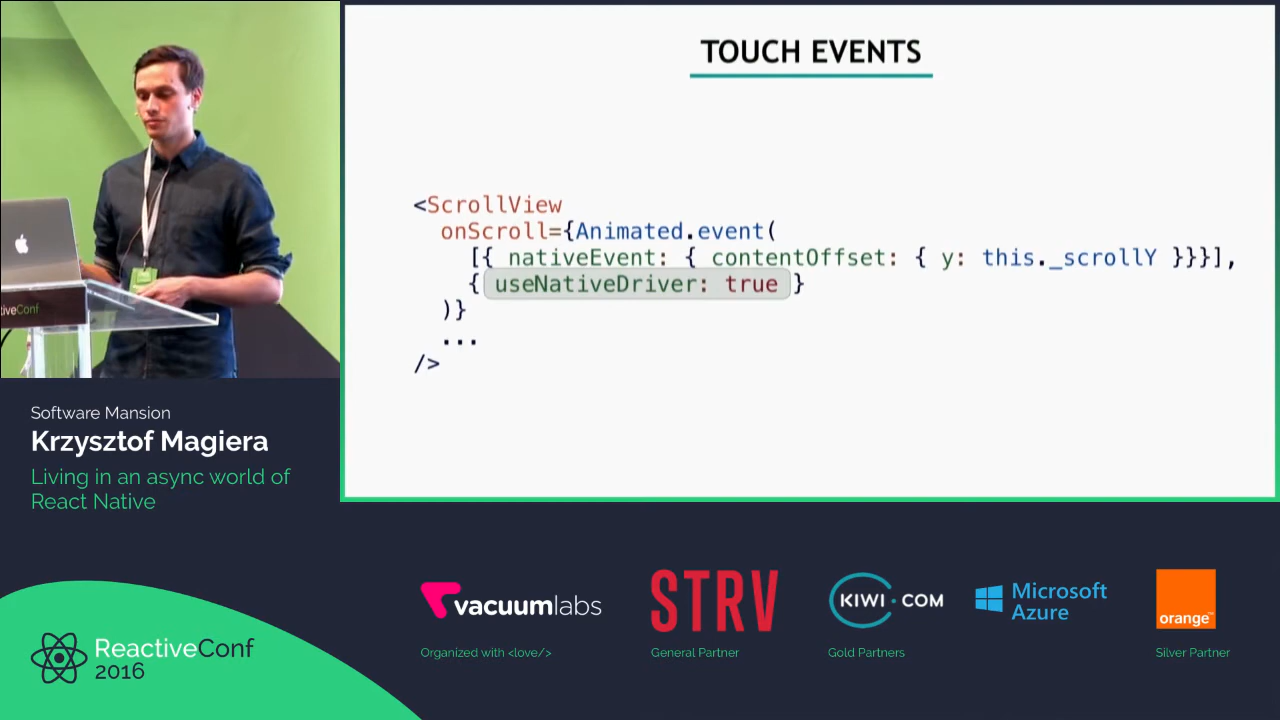 TOUCH EVENTS
<ScrollView
onScroll={Animated.event(
[{ nativeEvent: { contentOffset: { y: this._scrollY }}}],
{ useNativeDriver: true }
)}
...
/>
tiveConf
Software Mansion
Krzysztof Magiera
Living in an async world of
React Native
ReactiveConf
2016
vacuumlabs
Organized with <love/>
STRV
General Partner
KIWI.COM
Gold Partners
Microsoft
Azure
orange™
Silver Partner